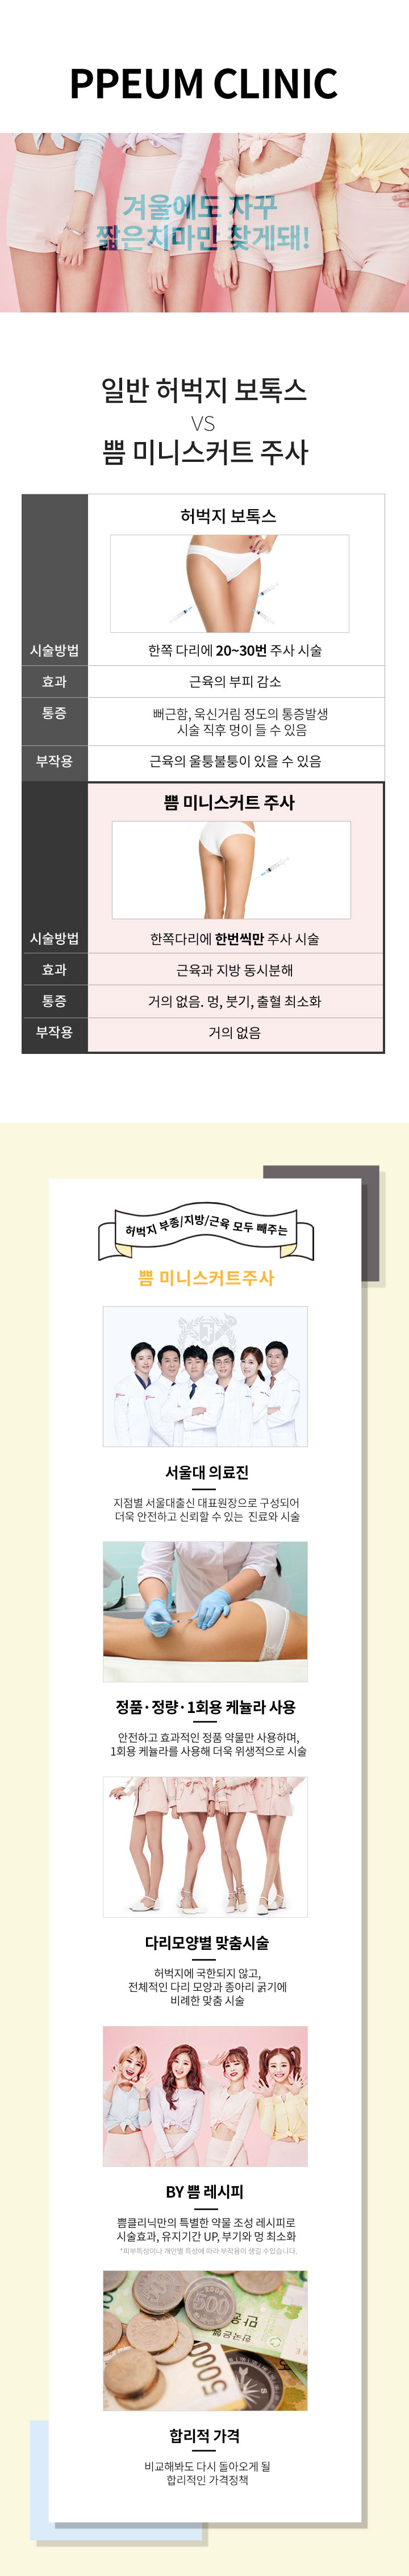 PPEUM CLINIC
겨울에도 자꾸
짧은치마만 찾게돼!
일반 허벅지 보톡스
VS
쁨 미니스커트 주사
허벅지 보톡스
시술방법 한쪽 다리에 20~30번 주사 시술
효과 근육의 부피 감소
통증 뻐근함, 욱신거림 정도의 통증발생
시술 직후 멍이 들 수 있음
부작용 근육의 울퉁불퉁이 있을 수 있음
쁨 미니스커트 주사
시술방법 한쪽다리에 한번씩만 주사 시술
효과 근육과 지방 동시분해
통증 거의 없음. 멍, 붓기, 출혈 최소화
부작용 거의 없음
허벅지 부종/지방/근육 모두 빼주는
쁨 미니스커트주사
서울대 의료진
지점별 서울대출신 대표원장으로 구성되어
더욱 안전하고 신뢰할 수 있는 진료와 시술
정품·정량·1회용 케뉼라 사용
안전하고 효과적인 정품 약물만 사용하며,
1회용 케뉼라를 사용해 더욱 위생적으로 시술
다리모양별 맞춤시술
허벅지에 국한되지 않고,
전체적인 다리 모양과 종아리 굵기에
비례한 맞춤 시술
BY 쁨 레시피
쁨클리닉만의 특별한 약물 조성 레시피로
시술효과, 유지기간 UP, 부기와 멍 최소화
*피부특성이나 개인별 특성에 따라 부작용이 생길 수있습니다.
500
5000
합리적 가격
비교해봐도 다시 돌아오게 될
합리적인 가격정책